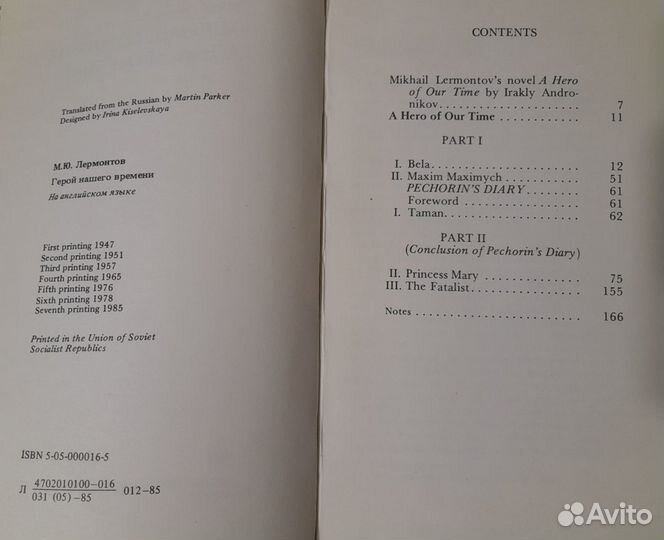 Translated from the Russian by Martin Parker
Designed by Irina Kiselevskaya
М.Ю. Лермонтов
Герой нашего времени
На английском языке
First printing 1947
Second printing 1951
Third printing 1957
Fourth printing 1965
Fifth printing 1976
Sixth printing 1978
Seventh printing 1985
Printed in the Union of Soviet
Socialist Republics
ISBN 5-05-000016-5
Л 4702010100-016
031 (05)-85
012-85
CONTENTS
Mikhail Lermontov's novel A Hero
of Our Time by Irakly Andro-
nikov. . . . . . . . . . . . . . . . . . . . . 7
A Hero of Our Time . . . . . . . . . . . . 11
PART I
I. Bela. . . . . . . . . . . . . . . . . . . . . 12
II. Maxim Maximych . . . . . . . . . . . 51
PECHORIN'S DIARY. . . . . . . . . . 61
Foreword . . . . . . . . . . . . . . . . . 61
I. Taman. . . . . . . . . . . . . . . . . . . 62
PART II
(Conclusion of Pechorin's Diary)
II. Princess Mary . . . . . . . . . . . . . 75
III. The Fatalist. . . . . . . . . . . . . . . 155
Notes . . . . . . . . . . . . . . . . . . . . . . . 166
Avito